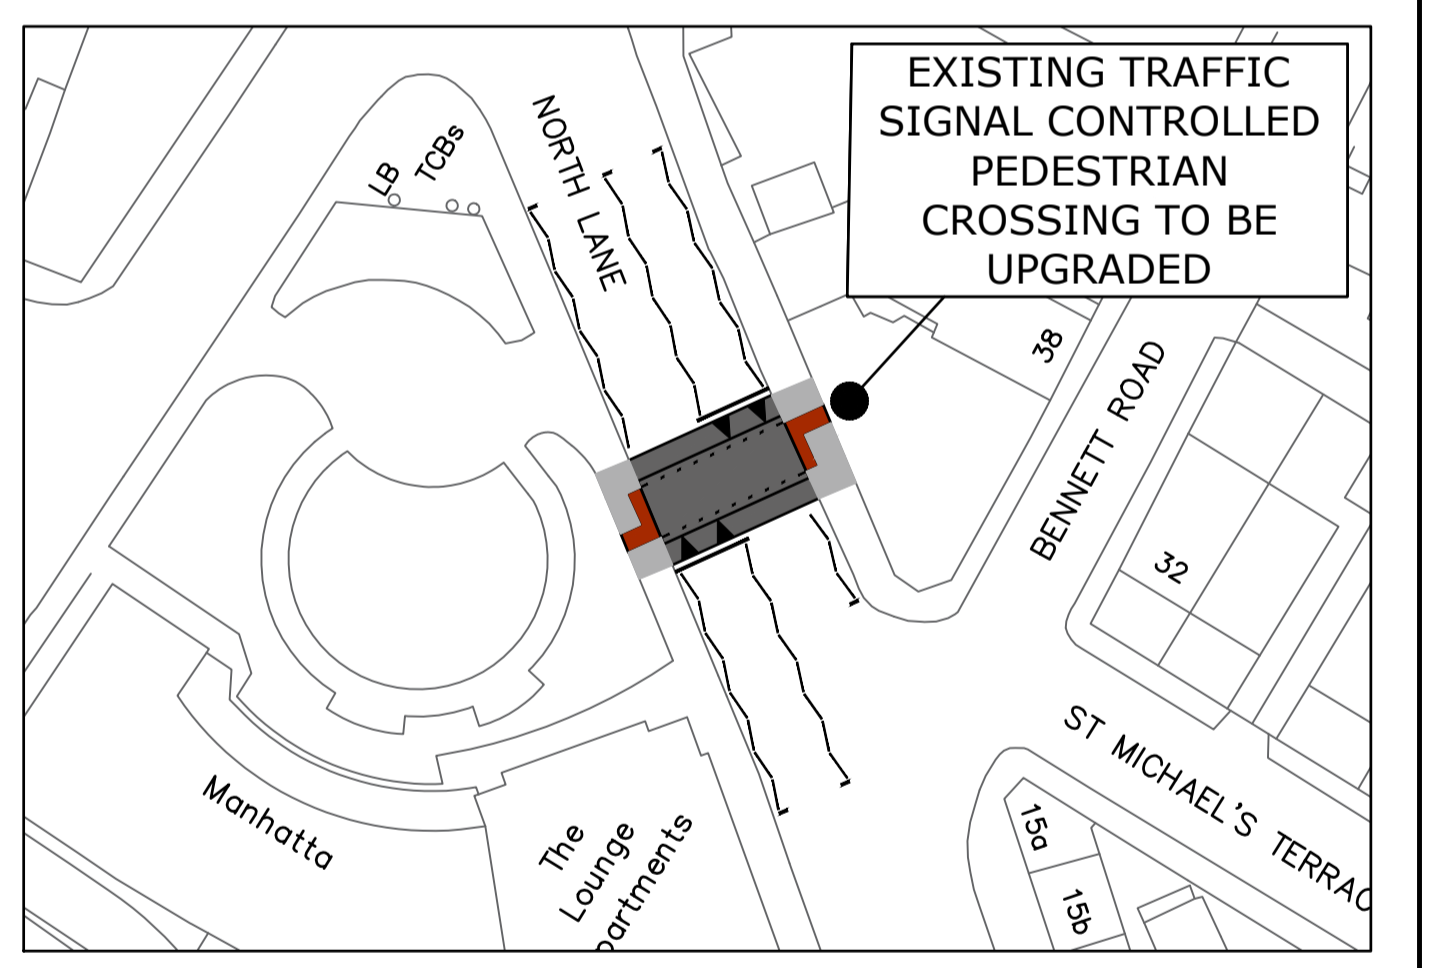 EXISTING TRAFFIC
SIGNAL CONTROLLED
PEDESTRIAN
CROSSING TO BE
UPGRADED
NORTH LANE
LB
TCBs
38
BENNETT ROAD
32
ST MICHAEL'S TERRAC
Manhatta
The
Lounge
partments
15a
15b